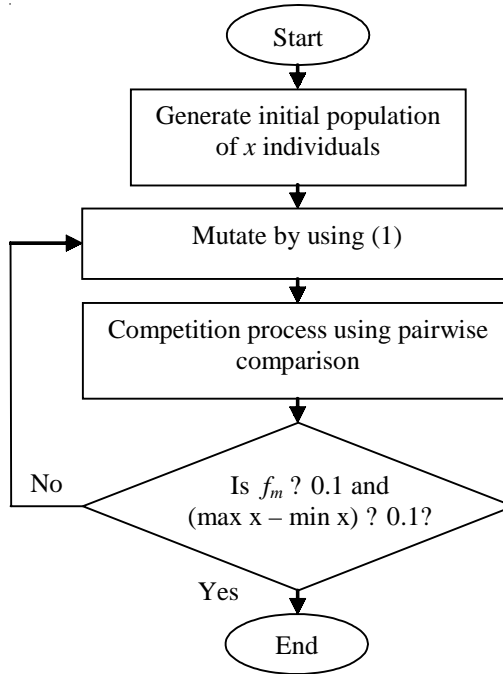 Start
Generate initial population
of x individuals
Mutate by using (1)
Competition process using pairwise
comparison
Is fm ? 0.1 and
(max x – min x) ? 0.1?
No
Yes
End